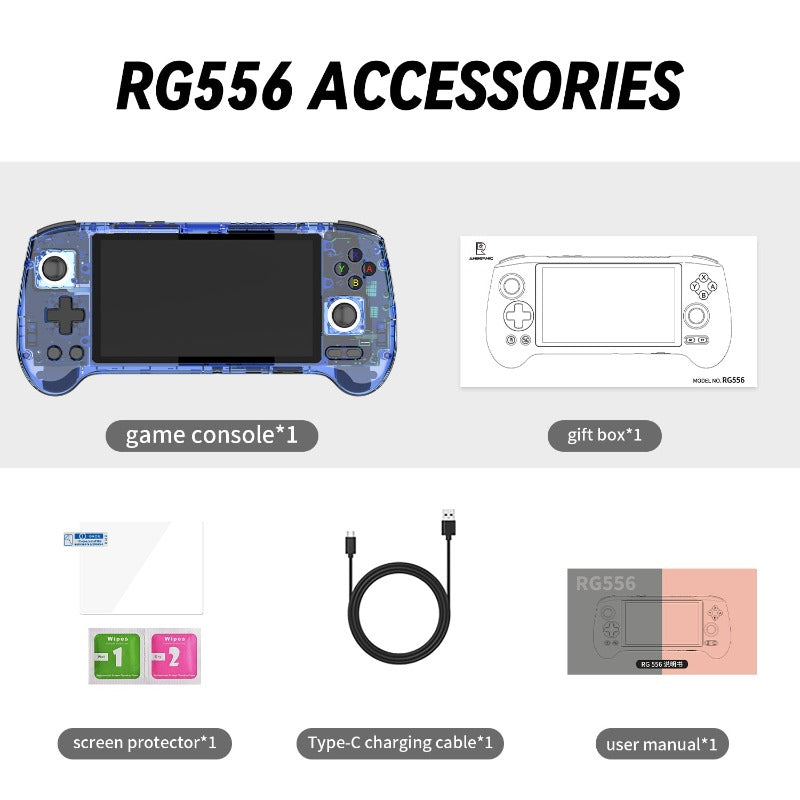 RG556 ACCESSORIES
ANBERNIC
Y
X
A
B
X
Y
A
B
MODEL NO. RG556
game console*1
gift box*1
RG556
Wipes
1
Wipes
2
RG 556 说明书
screen protector*1
Type-C charging cable*1
user manual*1